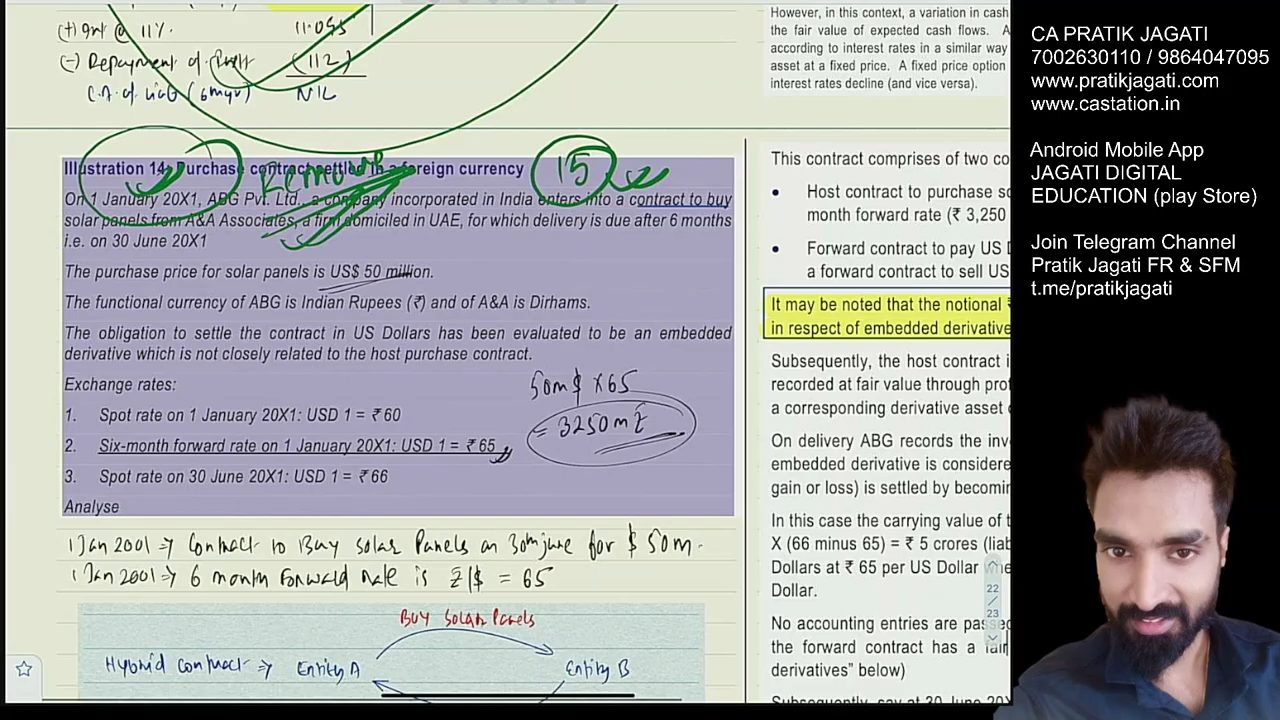 (+) Int @ 11%. 11.095
(-) Repayment of (112)
C.A. of Liab (6myr) NIL
However, in this context, a variation in cash
the fair value of expected cash flows. A
according to interest rates in a similar way
asset at a fixed price. A fixed price option
interest rates decline (and vice versa).
Illustration 14: Purchase contract settled in a foreign currency
Remove
15
On 1 January 20X1, ABG Pvt. Ltd., a company incorporated in India enters into a contract to buy
solar panels from A&A Associates, a firm domiciled in UAE, for which delivery is due after 6 months
i.e. on 30 June 20X1
The purchase price for solar panels is US$ 50 million.
The functional currency of ABG is Indian Rupees (₹) and of A&A is Dirhams.
The obligation to settle the contract in US Dollars has been evaluated to be an embedded
derivative which is not closely related to the host purchase contract.
Exchange rates:
1. Spot rate on 1 January 20X1: USD 1 = ₹ 60
2. Six-month forward rate on 1 January 20X1: USD 1 = ₹ 65
3. Spot rate on 30 June 20X1: USD 1 = ₹ 66
Analyse
50m$ X 65
= 3250m₹
1 Jan 2001 => Contract to Buy solar Panels on 30th June for $ 50m.
1 Jan 2001 => 6 month forward rate is ₹/$ = 65
Buy Solar Panels
Hybrid Contract => Entity A Entity B
This contract comprises of two co
• Host contract to purchase s
month forward rate (₹ 3,250
• Forward contract to pay US D
a forward contract to sell US
It may be noted that the notional ₹
in respect of embedded derivative
Subsequently, the host contract i
recorded at fair value through prof
a corresponding derivative asset o
On delivery ABG records the inv
embedded derivative is considere
gain or loss) is settled by becomin
In this case the carrying value of t
X (66 minus 65) = ₹ 5 crores (liab
Dollars at ₹ 65 per US Dollar
Dollar.
No accounting entries are pass
the forward contract has a fair
derivatives” below)
Subsequently, say at 30 June 20X
22
/
23
CA PRATIK JAGATI
7002630110 / 9864047095
www.pratikjagati.com
www.castation.in
Android Mobile App
JAGATI DIGITAL
EDUCATION (play Store)
Join Telegram Channel
Pratik Jagati FR & SFM
t.me/pratikjagati